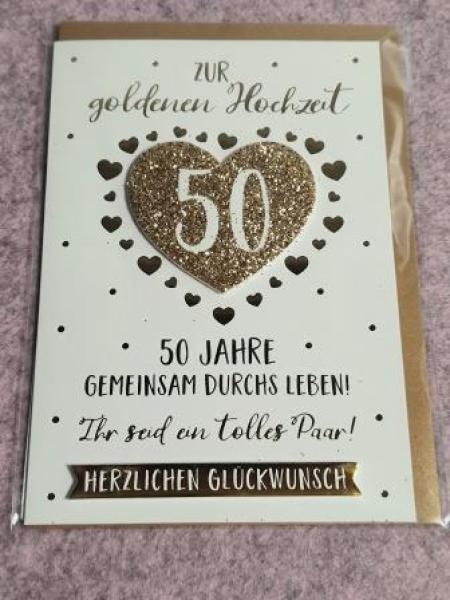 ZUR
goldenen Hochzeit
50
50 JAHRE
GEMEINSAM DURCHS LEBEN!
Ihr seid ein tolles Paar!
HERZLICHEN GLÜCKWUNSCH